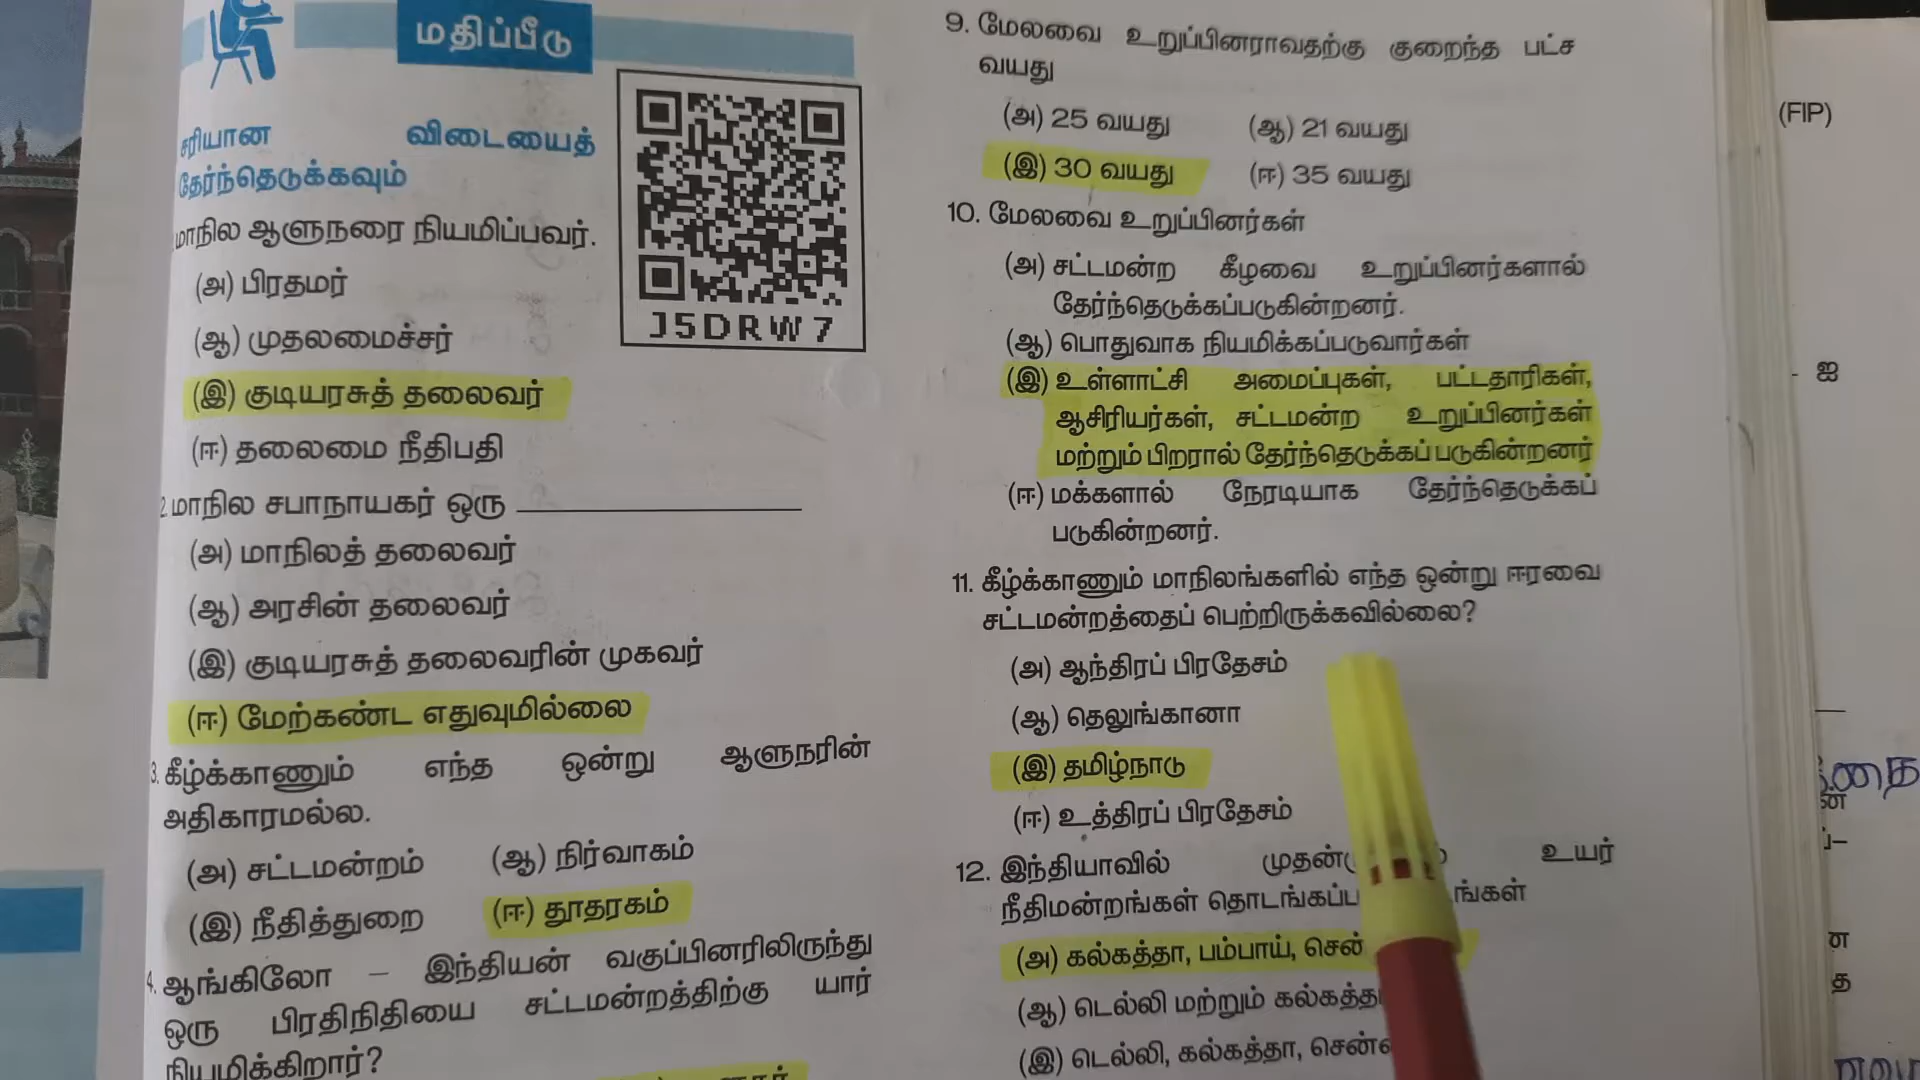 மதிப்பீடு
சரியான விடையைத்
தேர்ந்தெடுக்கவும்
J5DRW7
மாநில ஆளுநரை நியமிப்பவர்.
(அ) பிரதமர்
(ஆ) முதலமைச்சர்
(இ) குடியரசுத் தலைவர்
(ஈ) தலைமை நீதிபதி
2. மாநில சபாநாயகர் ஒரு
(அ) மாநிலத் தலைவர்
(ஆ) அரசின் தலைவர்
(இ) குடியரசுத் தலைவரின் முகவர்
(ஈ) மேற்கண்ட எதுவுமில்லை
3. கீழ்க்காணும் எந்த ஒன்று ஆளுநரின்
அதிகாரமல்ல.
(அ) சட்டமன்றம் (ஆ) நிர்வாகம்
(இ) நீதித்துறை (ஈ) தூதரகம்
4. ஆங்கிலோ – இந்தியன் வகுப்பினரிலிருந்து
ஒரு பிரதிநிதியை சட்டமன்றத்திற்கு யார்
நியமிக்கிறார்?
9. மேலவை உறுப்பினராவதற்கு குறைந்த பட்ச
வயது
(அ) 25 வயது (ஆ) 21 வயது
(இ) 30 வயது (ஈ) 35 வயது
10. மேலவை உறுப்பினர்கள்
(அ) சட்டமன்ற கீழவை உறுப்பினர்களால்
தேர்ந்தெடுக்கப்படுகின்றனர்.
(ஆ) பொதுவாக நியமிக்கப்படுவார்கள்
(இ) உள்ளாட்சி அமைப்புகள், பட்டதாரிகள்,
ஆசிரியர்கள், சட்டமன்ற உறுப்பினர்கள்
மற்றும் பிறரால் தேர்ந்தெடுக்கப் படுகின்றனர்
(ஈ) மக்களால் நேரடியாக தேர்ந்தெடுக்கப்
படுகின்றனர்.
11. கீழ்க்காணும் மாநிலங்களில் எந்த ஒன்று ஈரவை
சட்டமன்றத்தைப் பெற்றிருக்கவில்லை?
(அ) ஆந்திரப் பிரதேசம்
(ஆ) தெலுங்கானா
(இ) தமிழ்நாடு
(ஈ) உத்திரப் பிரதேசம்
12. இந்தியாவில் உயர்
நீதிமன்றங்கள்
(அ) கல்கத்தா, பம்பாய்,
(ஆ) டெல்லி மற்றும்
(இ) டெல்லி, கல்கத்தா,
(FIP)
- ஐ